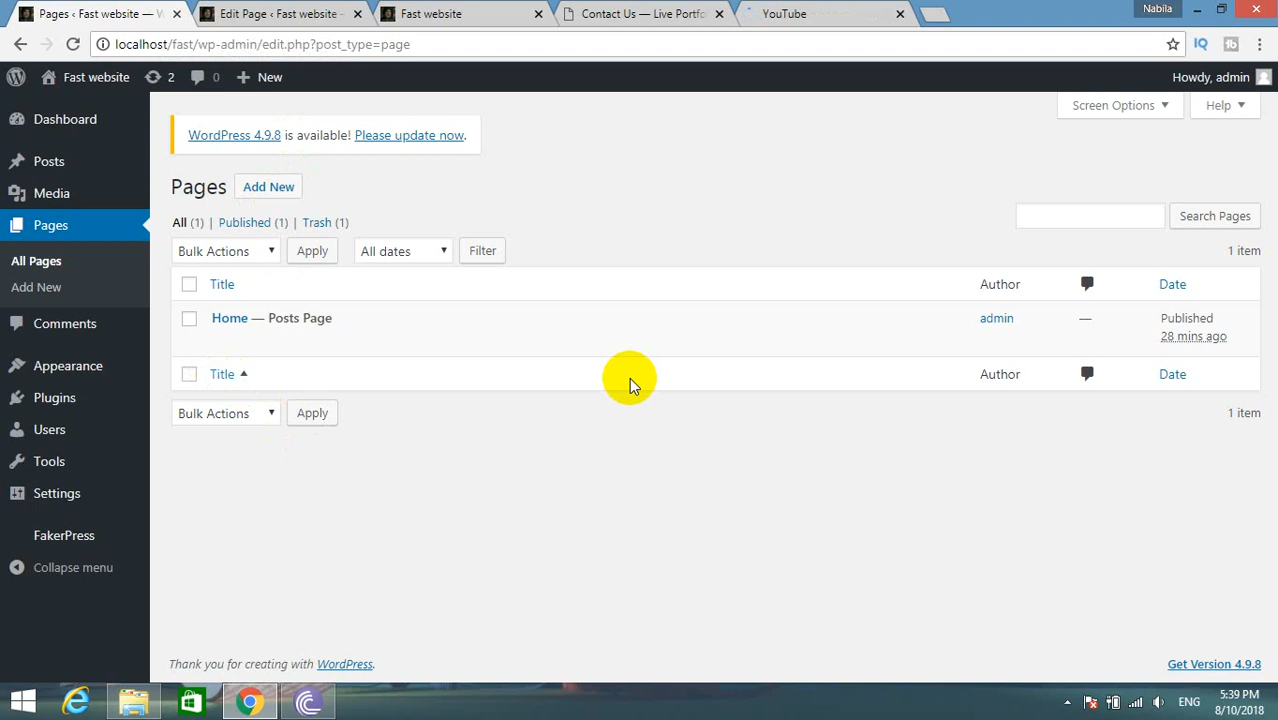 Pages ‹ Fast website — W
Edit Page ‹ Fast website –
Fast website
Contact Us — Live Portfo
YouTube
Nabila
localhost/fast/wp-admin/edit.php?post_type=page
Fast website
2
0
New
Howdy, admin
Dashboard
Posts
Media
Pages
All Pages
Add New
Comments
Appearance
Plugins
Users
Tools
Settings
FakerPress
Collapse menu
Screen Options
Help
WordPress 4.9.8 is available! Please update now.
Pages Add New
All (1) | Published (1) | Trash (1)
Search Pages
Bulk Actions Apply All dates Filter
1 item
Title Author Date
Home — Posts Page admin — Published
28 mins ago
Title Author Date
Bulk Actions Apply
1 item
Thank you for creating with WordPress.
Get Version 4.9.8
ENG
5:39 PM
8/10/2018